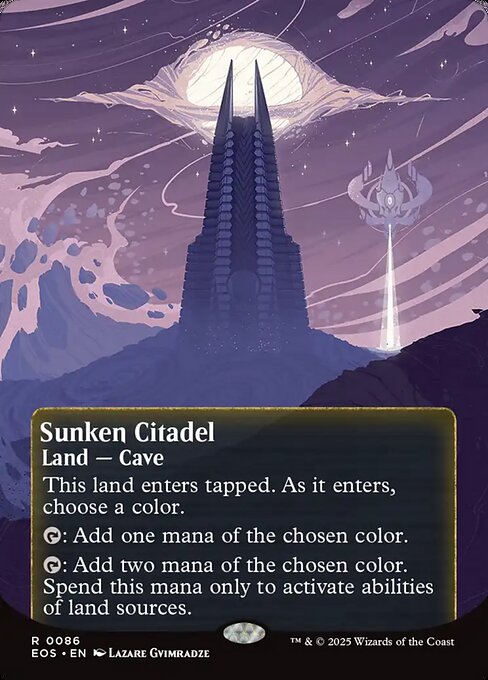 Sunken Citadel
Land — Cave
This land enters tapped. As it enters,
choose a color.
: Add one mana of the chosen color.
: Add two mana of the chosen color.
Spend this mana only to activate abilities
of land sources.
R 0086
EOS • EN Lazare Gvimradze
™ & © 2025 Wizards of the Coast